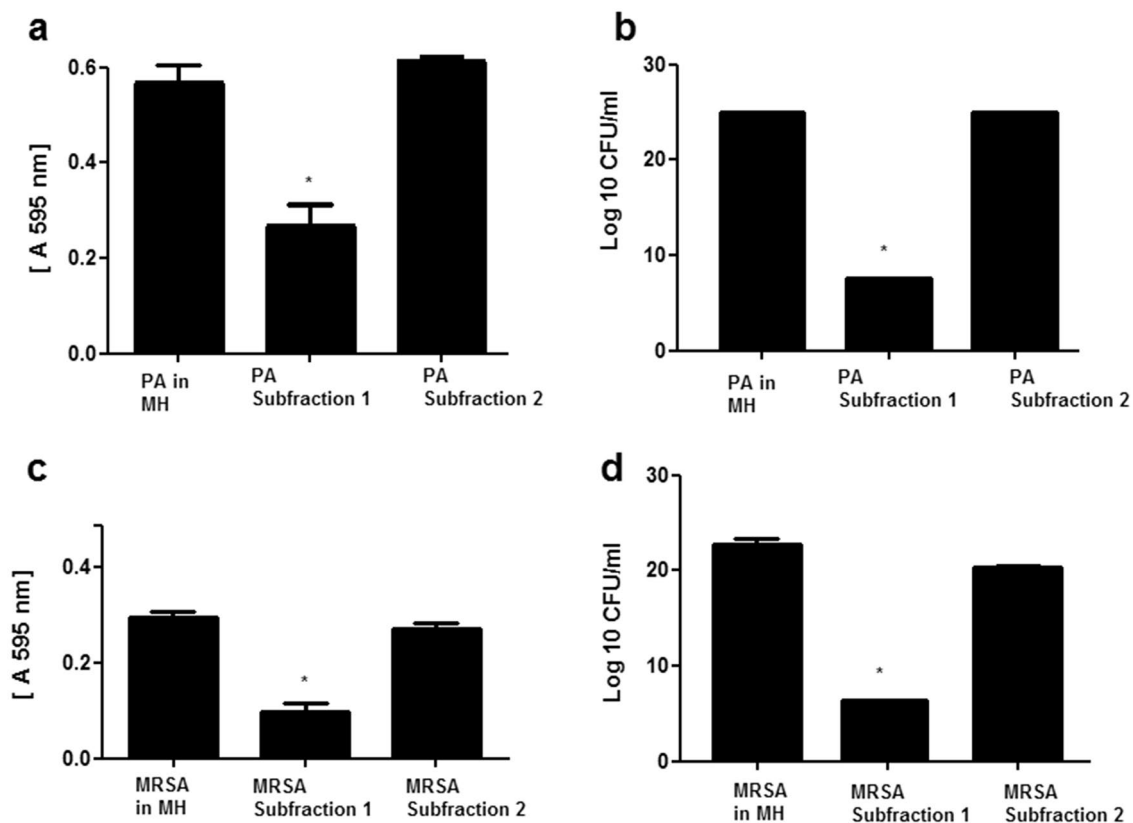 a
[ A 595 nm]
0.6
0.4
0.2
0.0
*
PA in
MH
PA
Subfraction 1
PA
Subfraction 2
b
Log 10 CFU/ml
30
20
10
0
*
PA in
MH
PA
Subfraction 1
PA
Subfraction 2
c
[ A 595 nm]
0.4
0.2
0.0
*
MRSA
in MH
MRSA
Subfraction 1
MRSA
Subfraction 2
d
Log 10 CFU/ml
30
20
10
0
*
MRSA
in MH
MRSA
Subfraction 1
MRSA
Subfraction 2